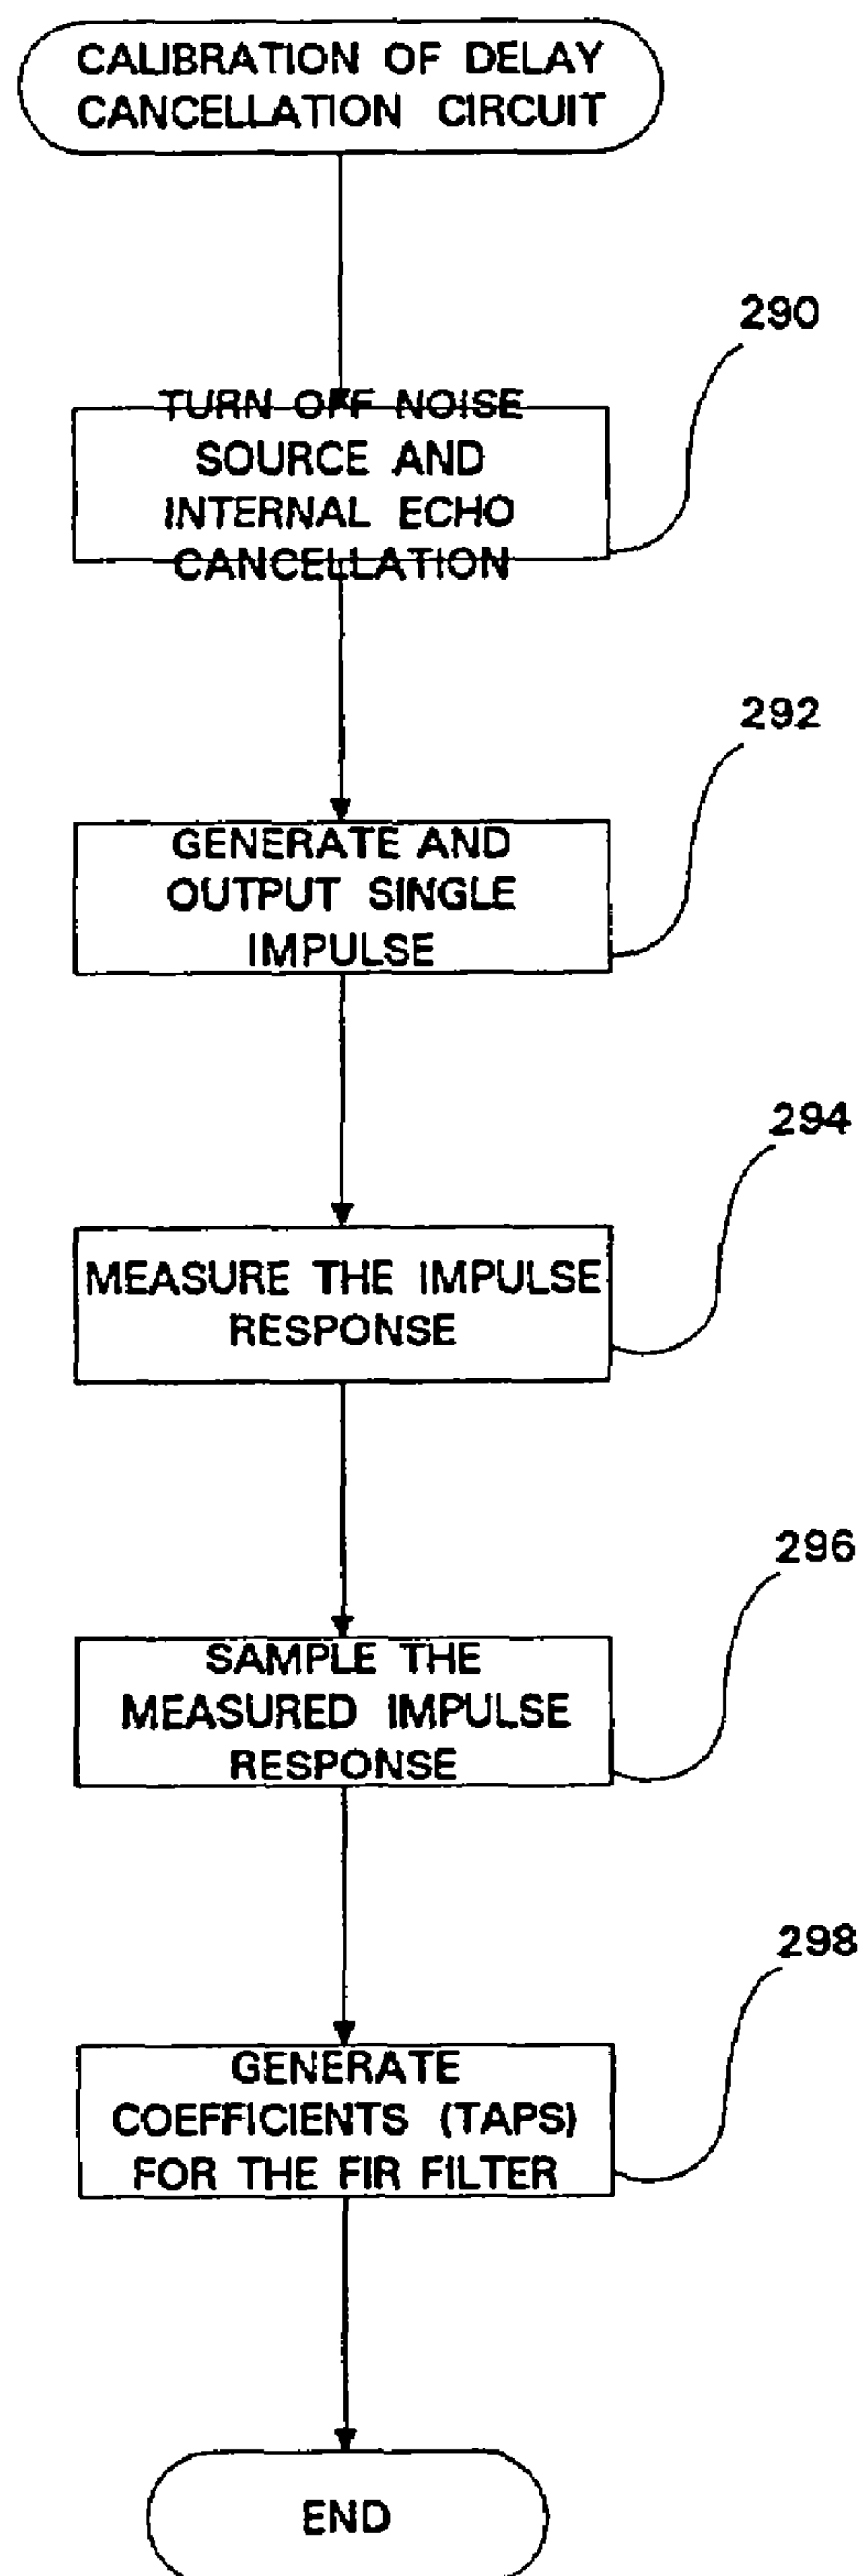 CALIBRATION OF DELAY
CANCELLATION CIRCUIT
290
TURN OFF NOISE
SOURCE AND
INTERNAL ECHO
CANCELLATION
292
GENERATE AND
OUTPUT SINGLE
IMPULSE
294
MEASURE THE IMPULSE
RESPONSE
296
SAMPLE THE
MEASURED IMPULSE
RESPONSE
298
GENERATE
COEFFICIENTS (TAPS)
FOR THE FIR FILTER
END